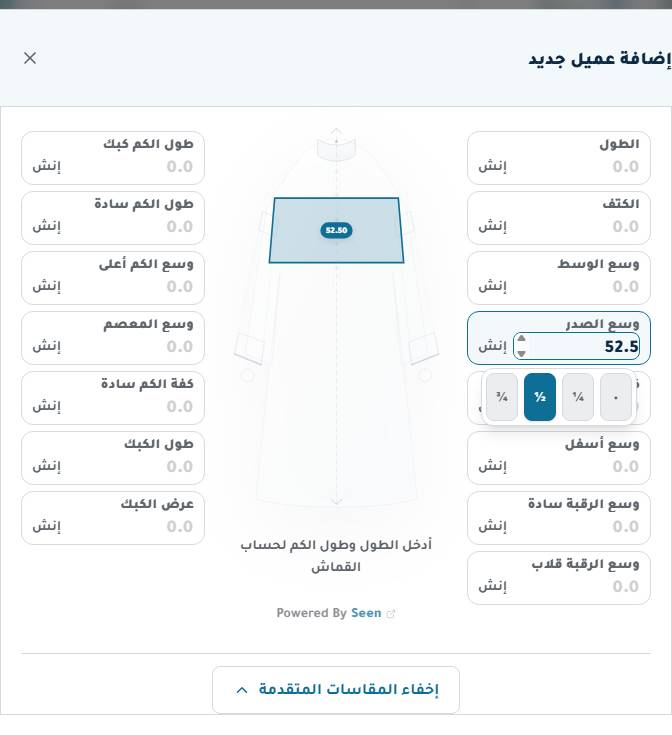 إضافة عميل جديد
الطول
0.0 إنش
الكتف
0.0 إنش
وسع الوسط
0.0 إنش
وسع الصدر
52.5 إنش
٠ ¼ ½ ¾
وسع أسفل
0.0 إنش
وسع الرقبة سادة
0.0 إنش
وسع الرقبة قلاب
0.0 إنش
52.50
أدخل الطول وطول الكم لحساب
القماش
Powered By Seen
طول الكم كبك
0.0 إنش
طول الكم سادة
0.0 إنش
وسع الكم أعلى
0.0 إنش
وسع المعصم
0.0 إنش
كفة الكم سادة
0.0 إنش
طول الكبك
0.0 إنش
عرض الكبك
0.0 إنش
إخفاء المقاسات المتقدمة